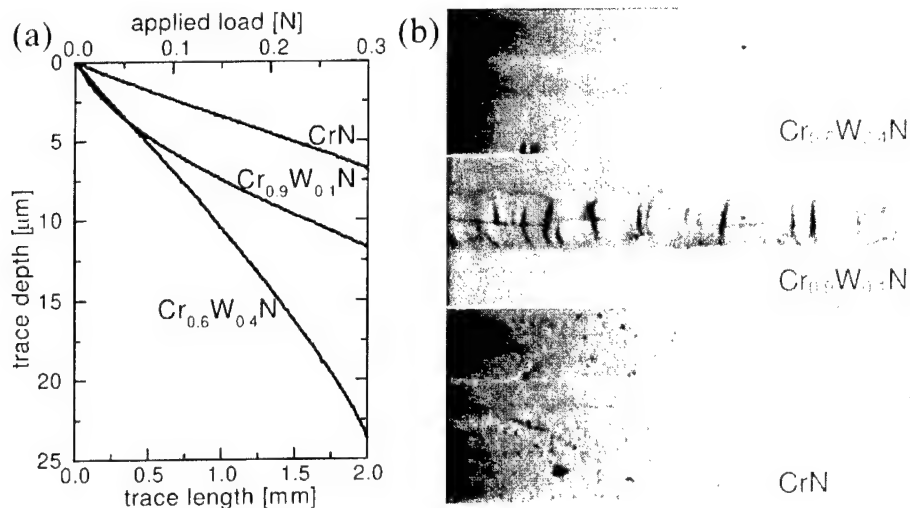 (a)
applied load [N]
0.0 0.1 0.2 0.3
(b)
0
5
10
15
20
25
trace depth [μm]
CrN
Cr0.9W0.1N
Cr0.6W0.4N
0.0 0.5 1.0 1.5 2.0
trace length [mm]
CrN